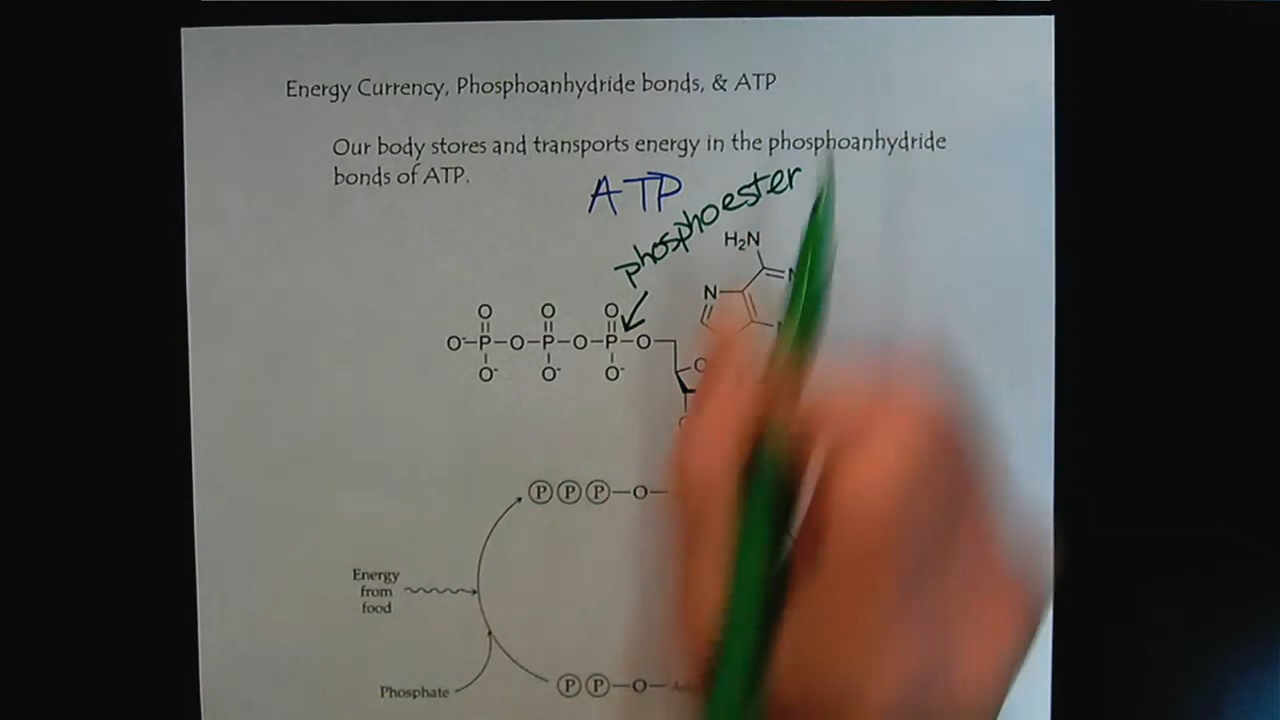 Energy Currency, Phosphoanhydride bonds, & ATP
Our body stores and transports energy in the phosphoanhydride
bonds of ATP.
ATP
phosphoester
H₂N
N
N
O O O
O⁻–P–O–P–O–P–O
O⁻ O⁻ O⁻
O
P P P–O–
Energy
from
food
Phosphate
P P–O–